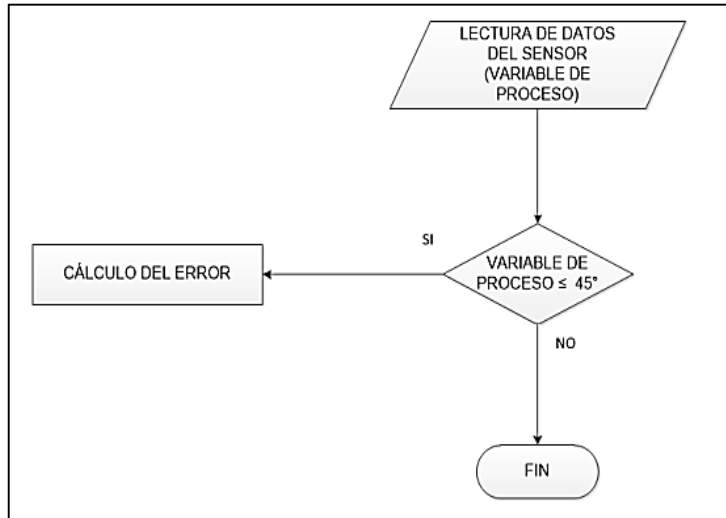 LECTURA DE DATOS
DEL SENSOR
(VARIABLE DE
PROCESO)
SI
VARIABLE DE
PROCESO ≤ 45°
CÁLCULO DEL ERROR
NO
FIN